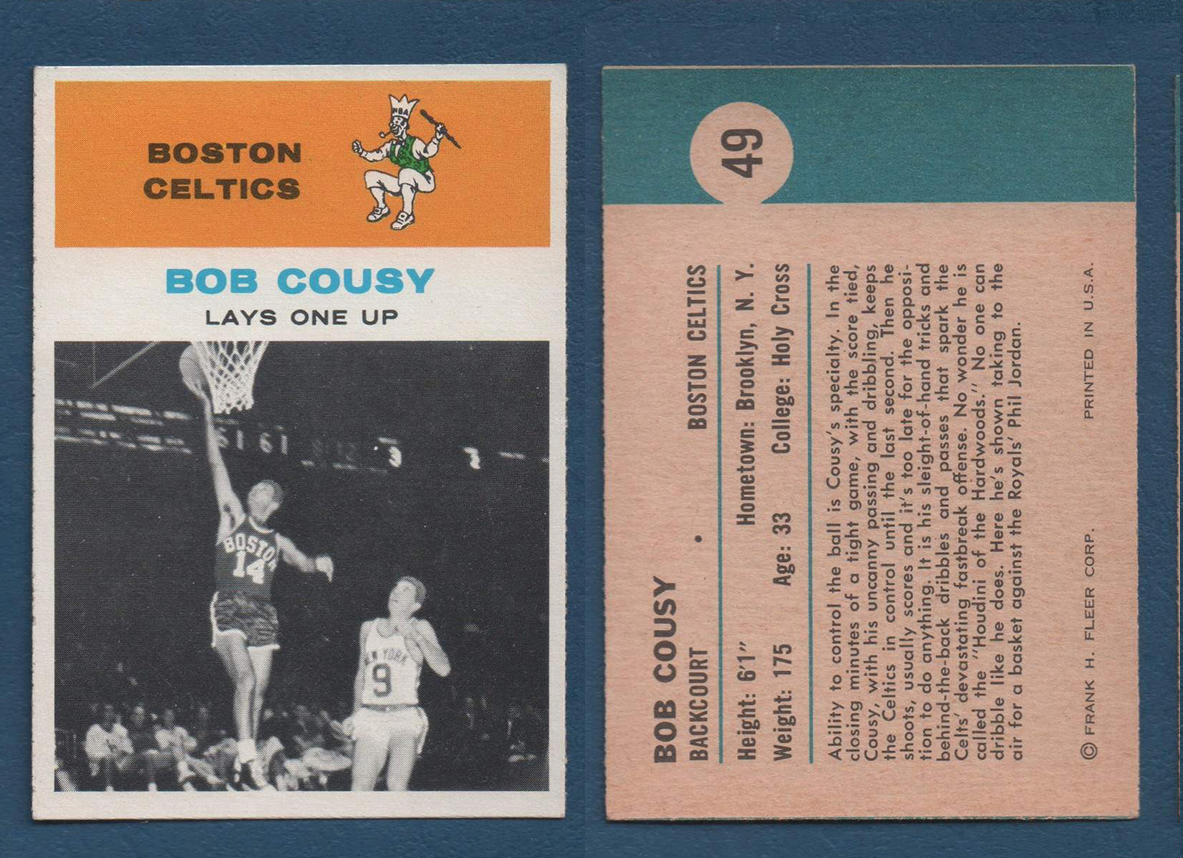 BOSTON
CELTICS
NBA
BOB COUSY
LAYS ONE UP
BOSTON
14
NEW YORK
9
49
BOB COUSY
BACKCOURT • BOSTON CELTICS
Height: 6'1" Hometown: Brooklyn, N. Y.
Weight: 175 Age: 33 College: Holy Cross
Ability to control the ball is Cousy's specialty. In the
closing minutes of a tight game, with the score tied,
Cousy, with his uncanny passing and dribbling, keeps
the Celtics in control until the last second. Then he
shoots, usually scores and it's too late for the opposi-
tion to do anything. It is his sleight-of-hand tricks and
behind-the-back dribbles and passes that spark the
Celts' devastating fastbreak offense. No wonder he is
called the "Houdini of the Hardwoods." No one can
dribble like he does. Here he's shown taking to the
air for a basket against the Royals' Phil Jordan.
© FRANK H. FLEER CORP. PRINTED IN U.S.A.